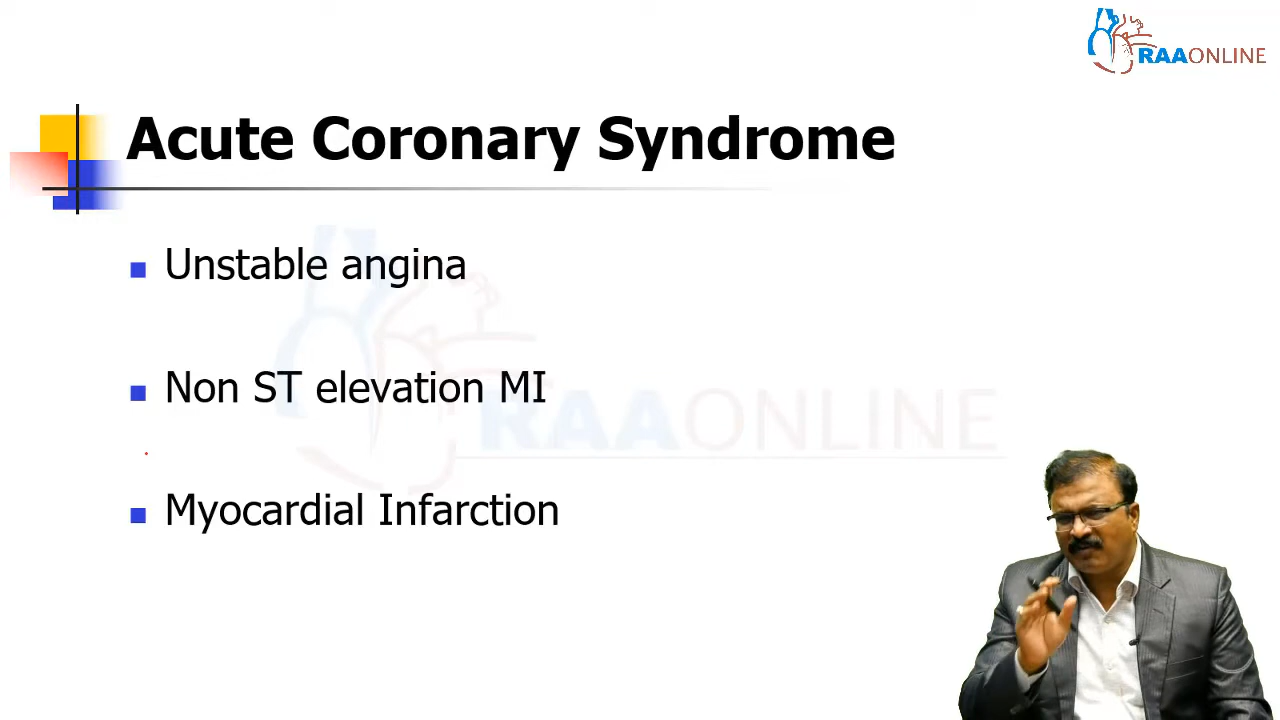 RAAONLINE
Acute Coronary Syndrome
Unstable angina
Non ST elevation MI
RAAONLINE
Myocardial Infarction